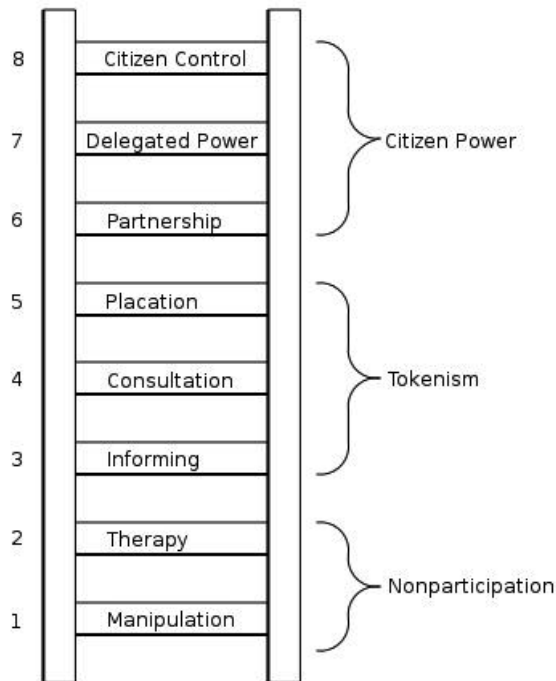 8 Citizen Control
7 Delegated Power
Citizen Power
6 Partnership
5 Placation
4 Consultation
Tokenism
3 Informing
2 Therapy
Nonparticipation
1 Manipulation